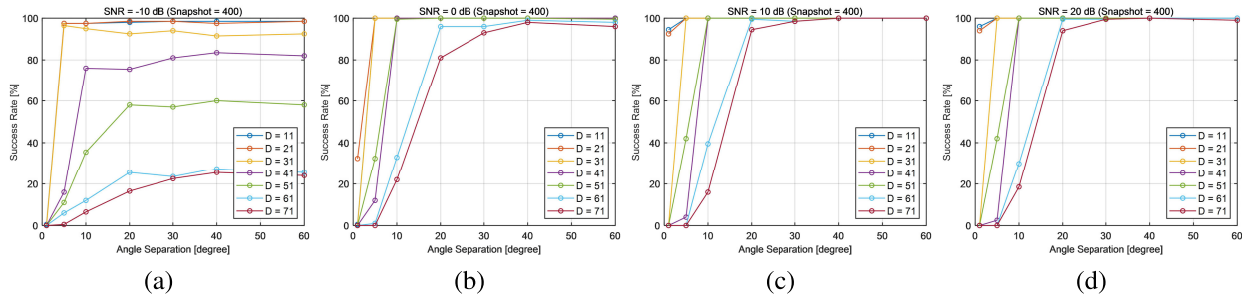 SNR = -10 dB (Snapshot = 400)
Success Rate [%]
100
80
60
40
20
0
0
10
20
30
40
50
60
Angle Separation [degree]
D = 11
D = 21
D = 31
D = 41
D = 51
D = 61
D = 71
(a)
SNR = 0 dB (Snapshot = 400)
Success Rate [%]
100
80
60
40
20
0
0
10
20
30
40
50
60
Angle Separation [degree]
D = 11
D = 21
D = 31
D = 41
D = 51
D = 61
D = 71
(b)
SNR = 10 dB (Snapshot = 400)
Success Rate [%]
100
80
60
40
20
0
0
10
20
30
40
50
60
Angle Separation [degree]
D = 11
D = 21
D = 31
D = 41
D = 51
D = 61
D = 71
(c)
SNR = 20 dB (Snapshot = 400)
Success Rate [%]
100
80
60
40
20
0
0
10
20
30
40
50
60
Angle Separation [degree]
D = 11
D = 21
D = 31
D = 41
D = 51
D = 61
D = 71
(d)